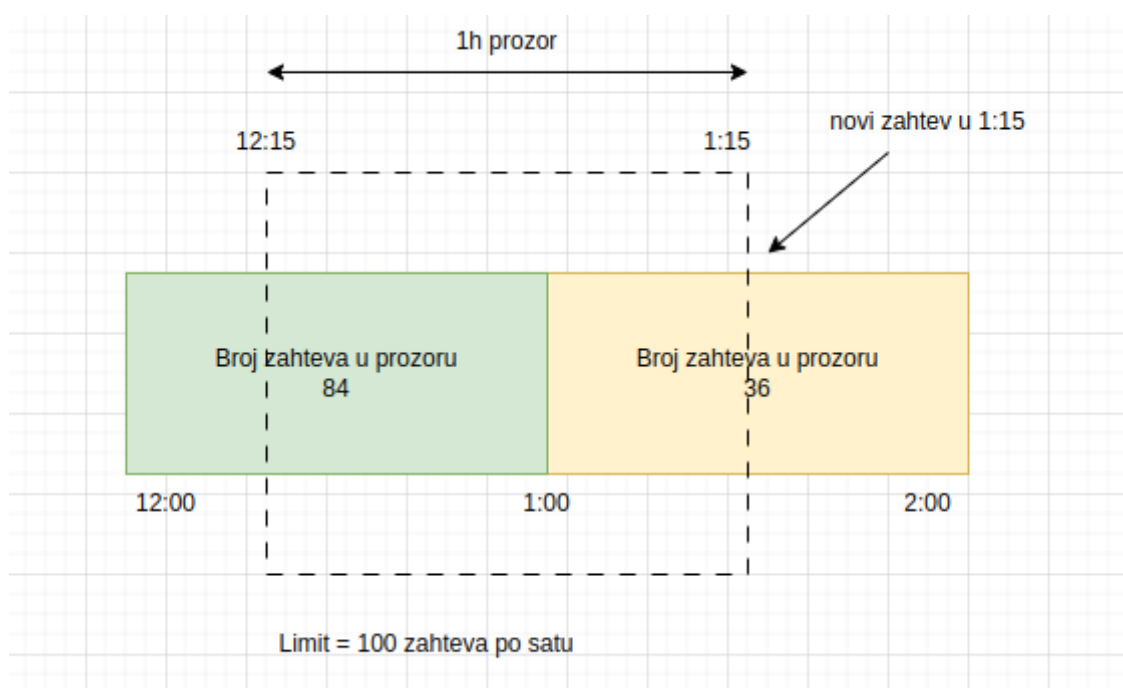 1h prozor
novi zahtev u 1:15
12:15
1:15
Broj zahteva u prozoru
84
Broj zahteva u prozoru
36
12:00
1:00
2:00
Limit = 100 zahteva po satu